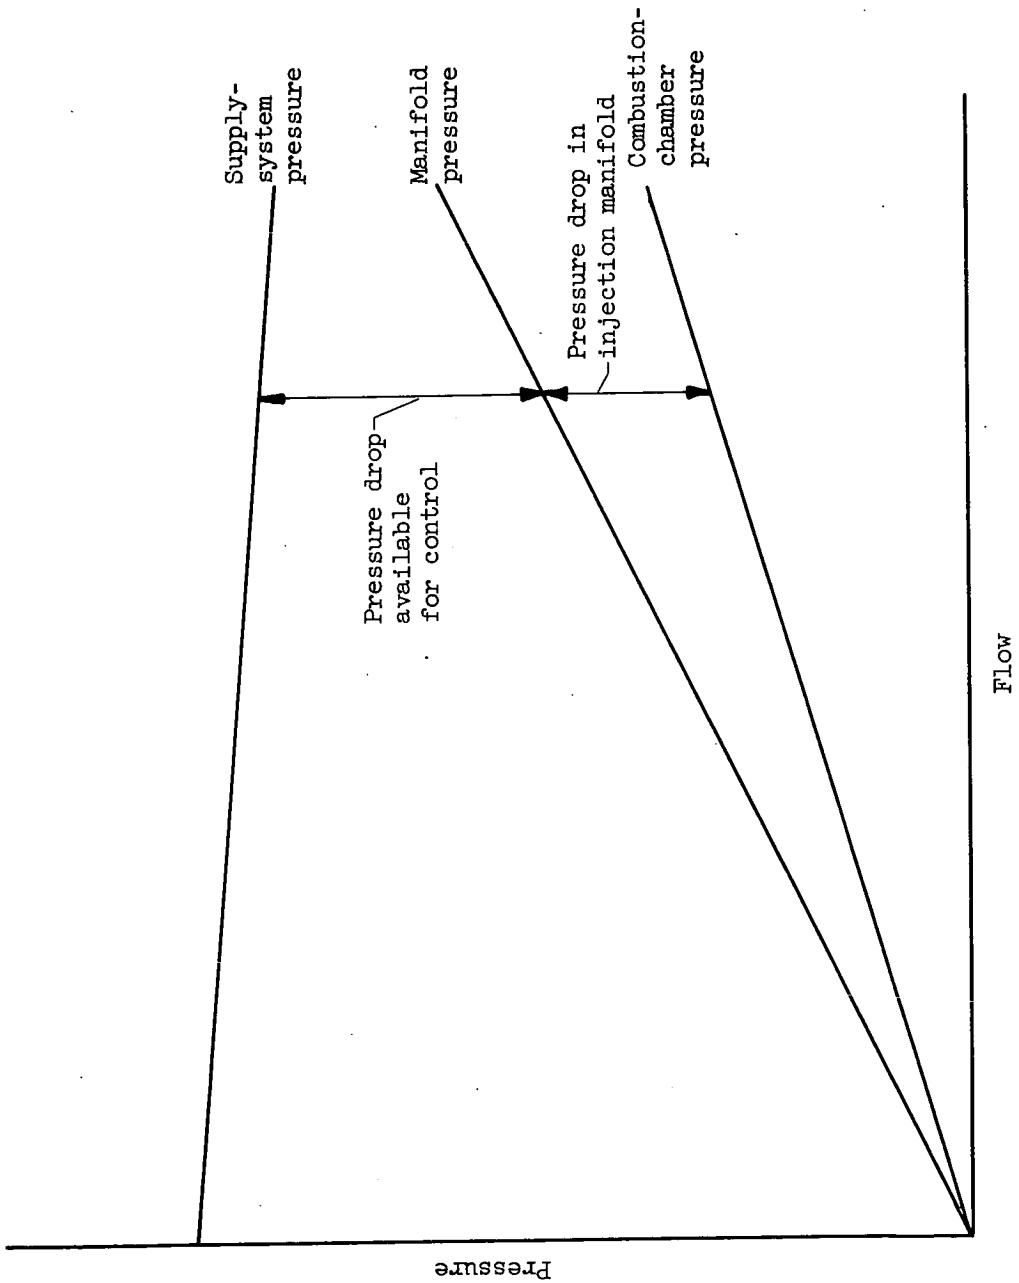 Supply-
system
pressure
Manifold
pressure
Pressure drop in
injection manifold
Combustion-
chamber
pressure
Pressure drop
available
for control
Pressure
Flow